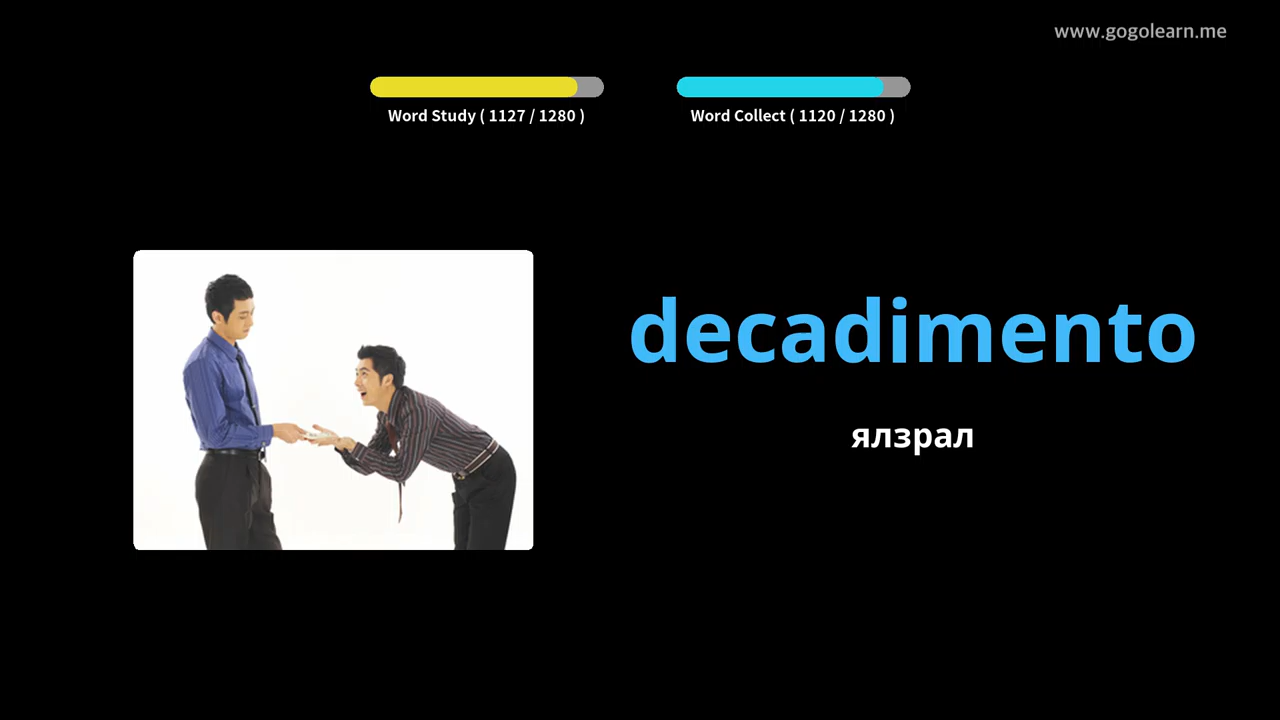 www.gogolearn.me
Word Study ( 1127 / 1280 )
Word Collect ( 1120 / 1280 )
decadimento
ялзрал